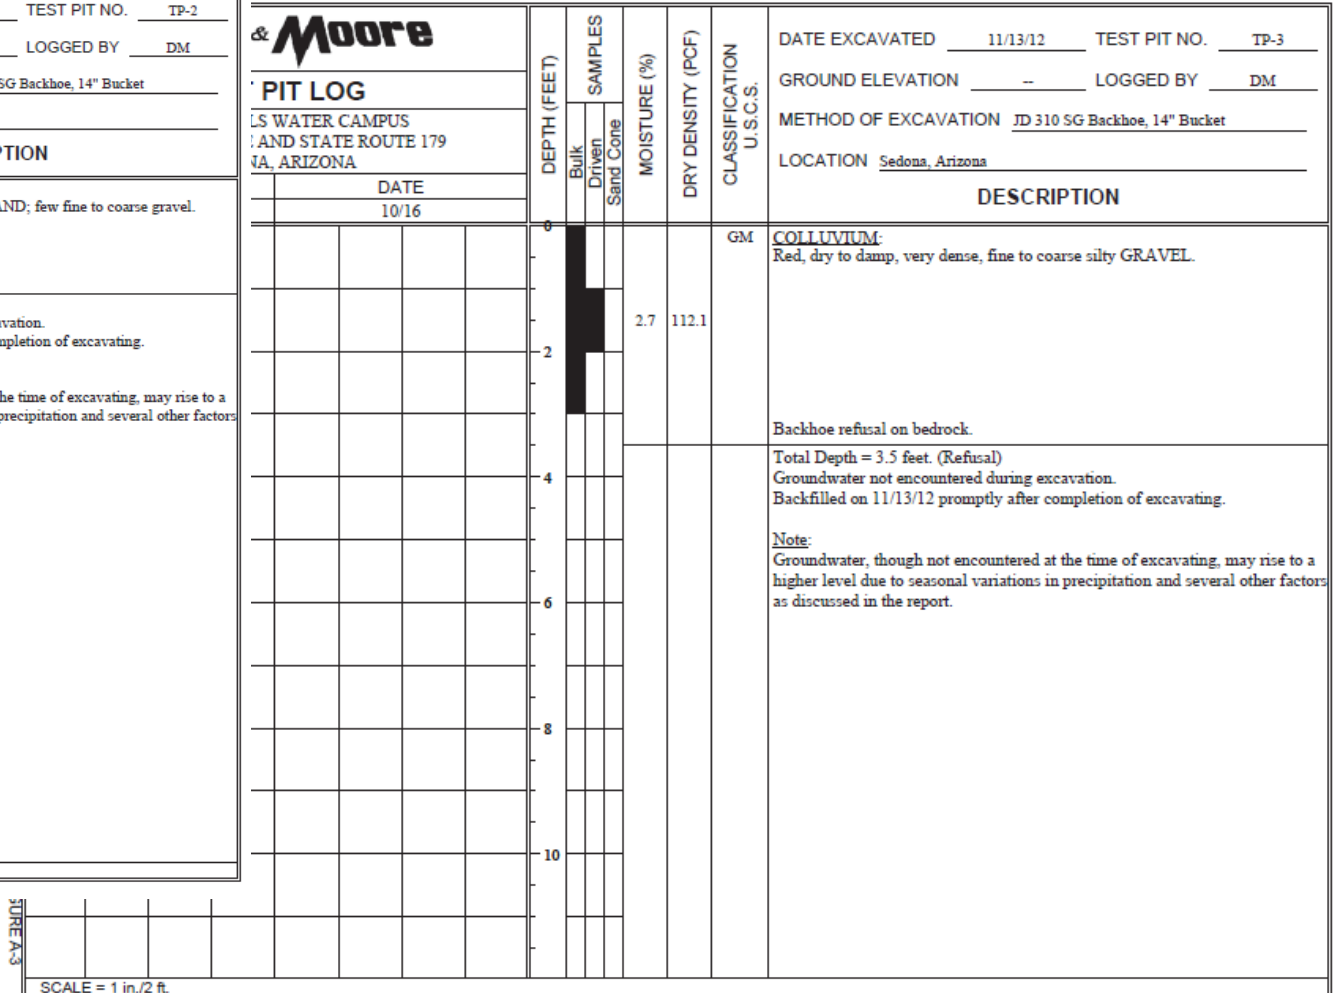 TEST PIT NO. TP-2
LOGGED BY DM
SG Backhoe, 14" Bucket
PTION
AND; few fine to coarse gravel.
vation.
mpletion of excavating.
he time of excavating, may rise to a
precipitation and several other factors
& Moore
PIT LOG
LS WATER CAMPUS
E AND STATE ROUTE 179
NA, ARIZONA
DATE
10/16
DEPTH (FEET)
SAMPLES
Bulk
Driven
Sand Cone
MOISTURE (%)
DRY DENSITY (PCF)
CLASSIFICATION
U.S.C.S.
DATE EXCAVATED 11/13/12 TEST PIT NO. TP-3
GROUND ELEVATION -- LOGGED BY DM
METHOD OF EXCAVATION JD 310 SG Backhoe, 14" Bucket
LOCATION Sedona, Arizona
DESCRIPTION
0
GM COLLUVIUM:
Red, dry to damp, very dense, fine to coarse silty GRAVEL.
2.7 112.1
2
Backhoe refusal on bedrock.
Total Depth = 3.5 feet. (Refusal)
4 Groundwater not encountered during excavation.
Backfilled on 11/13/12 promptly after completion of excavating.
Note:
Groundwater, though not encountered at the time of excavating, may rise to a
higher level due to seasonal variations in precipitation and several other factors
6 as discussed in the report.
8
10
GURE A-3
SCALE = 1 in./2 ft.